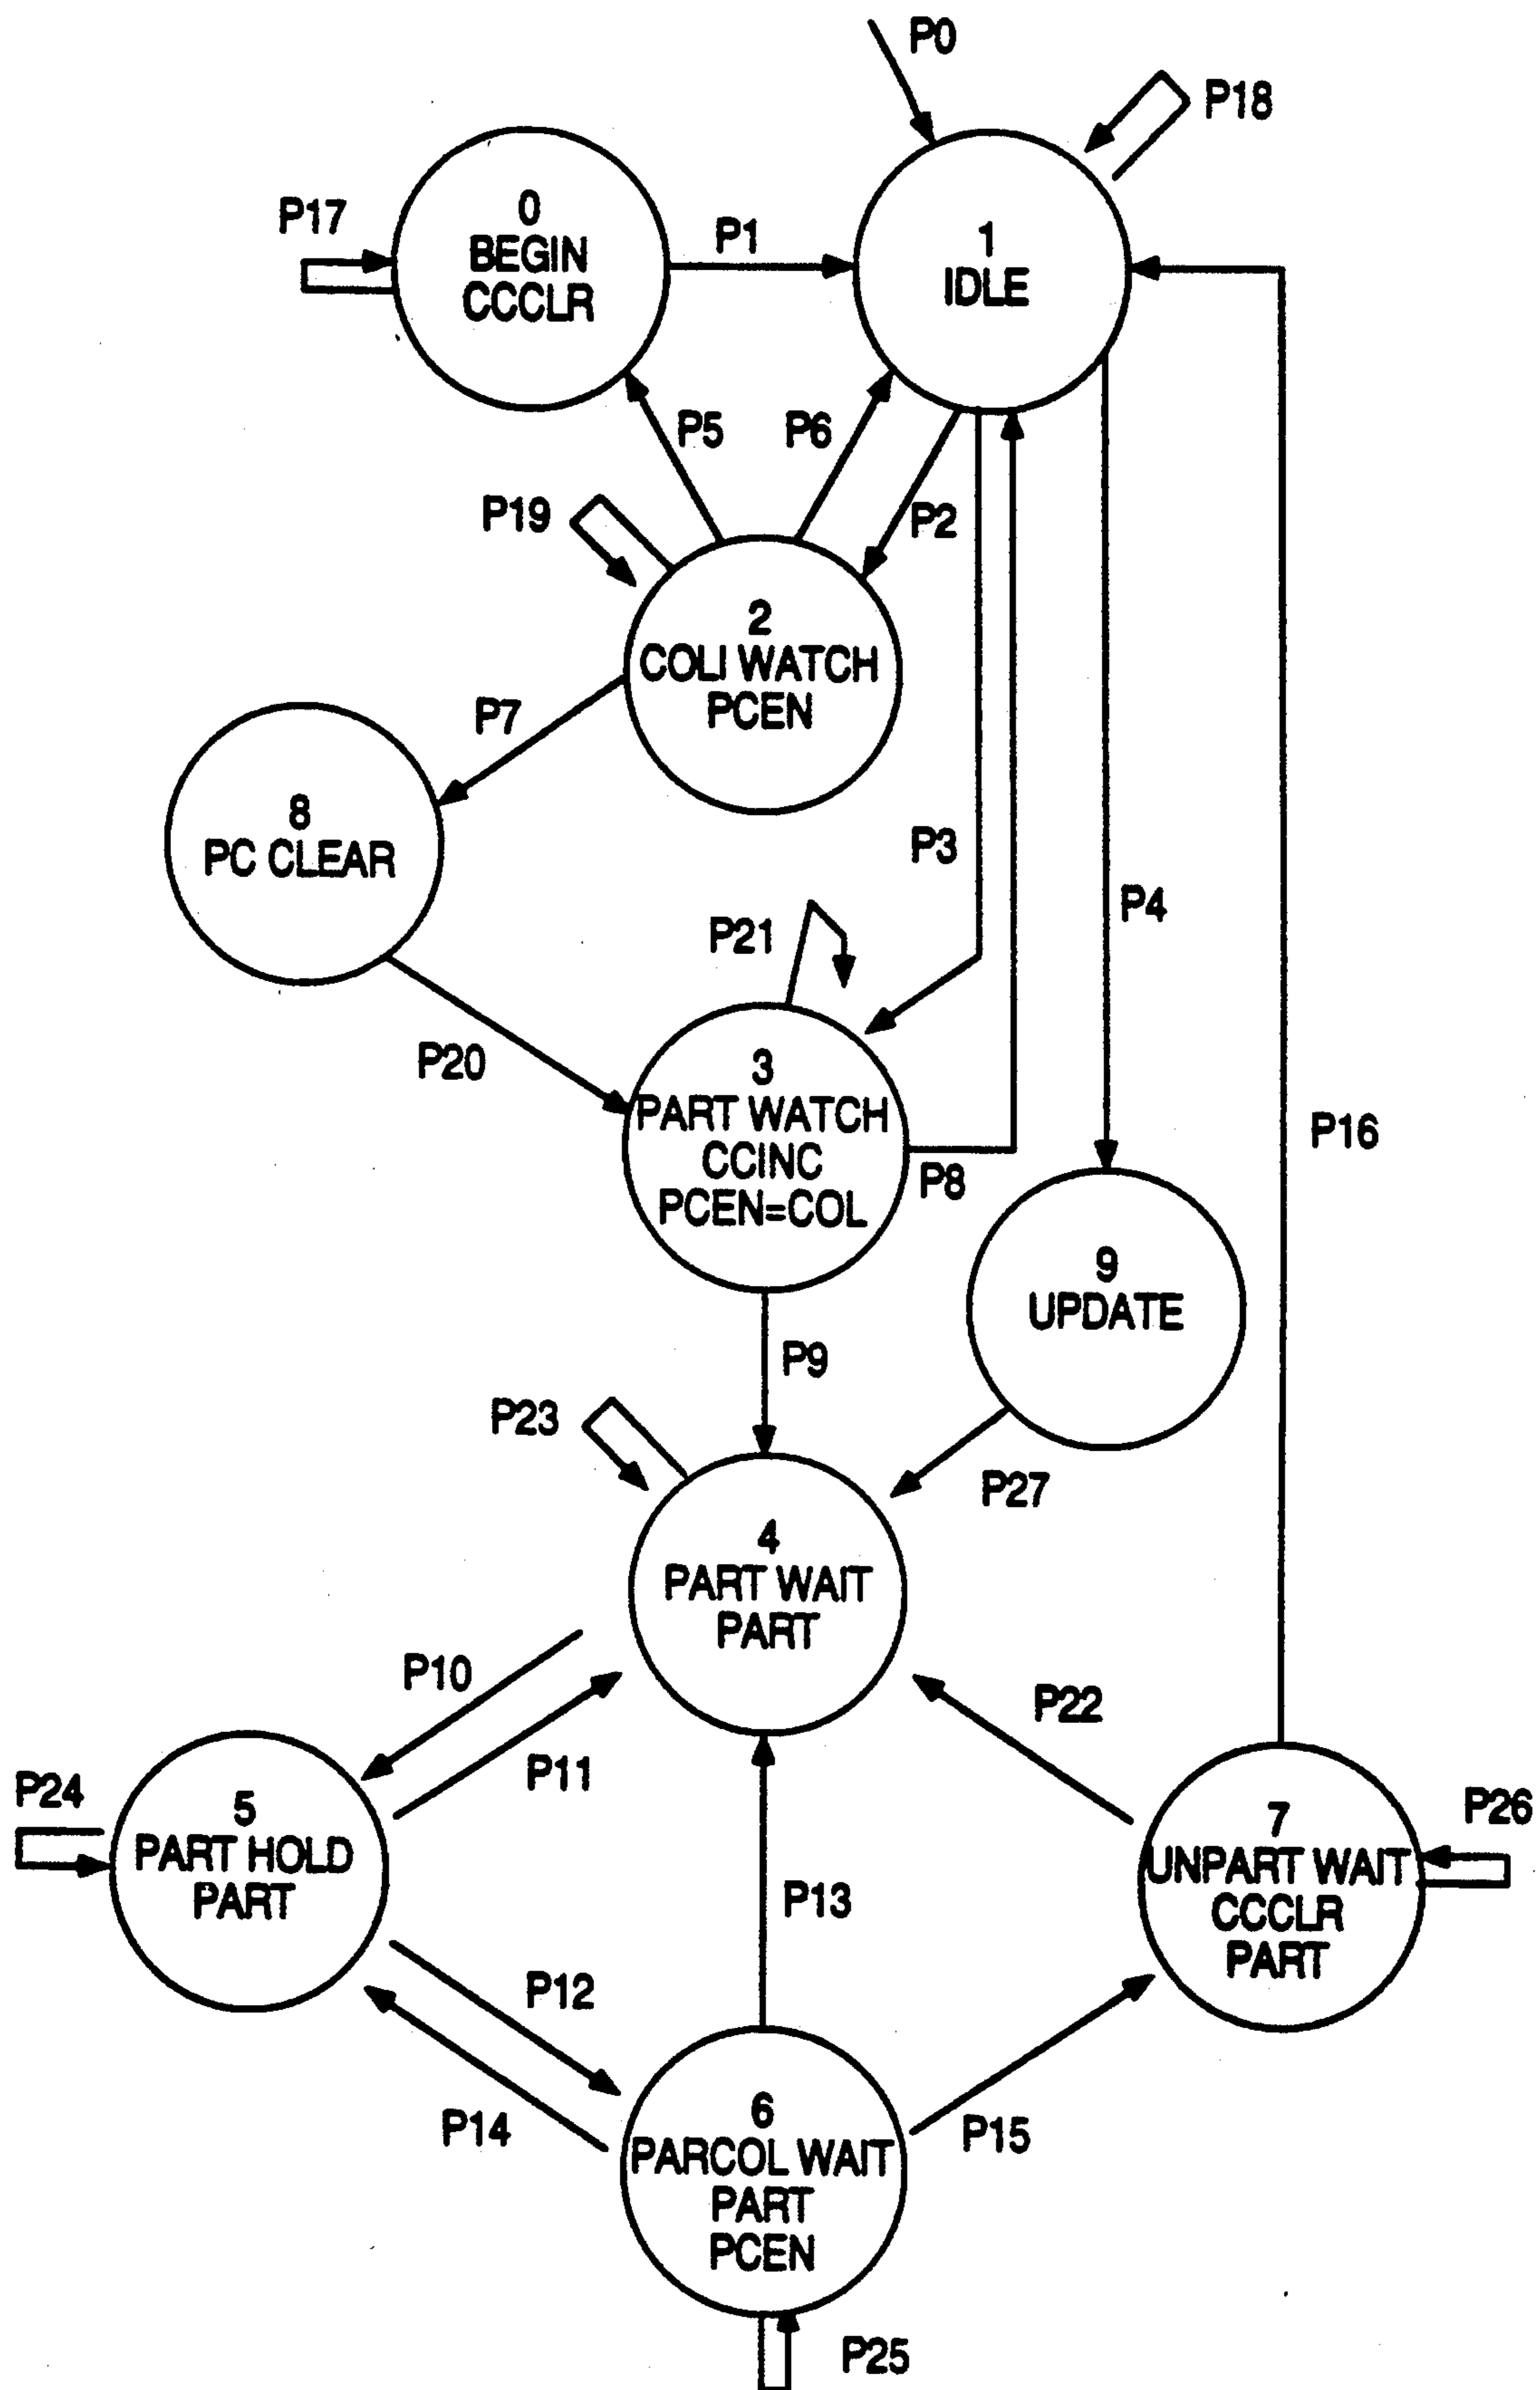 P0
P18
P17
0
BEGIN
CCCLR
P1
1
IDLE
P5
P6
P19
P2
2
COLI WATCH
PCEN
P7
8
PC CLEAR
P3
P4
P21
P20
3
PART WATCH
CCINC
PCEN=COL
P8
P16
9
UPDATE
P9
P23
P27
4
PART WAIT
PART
P10
P22
P11
P24
5
PART HOLD
PART
P13
7
UNPART WAIT
CCCLR
PART
P26
P12
P14
6
PARCOL WAIT
PART
PCEN
P15
P25